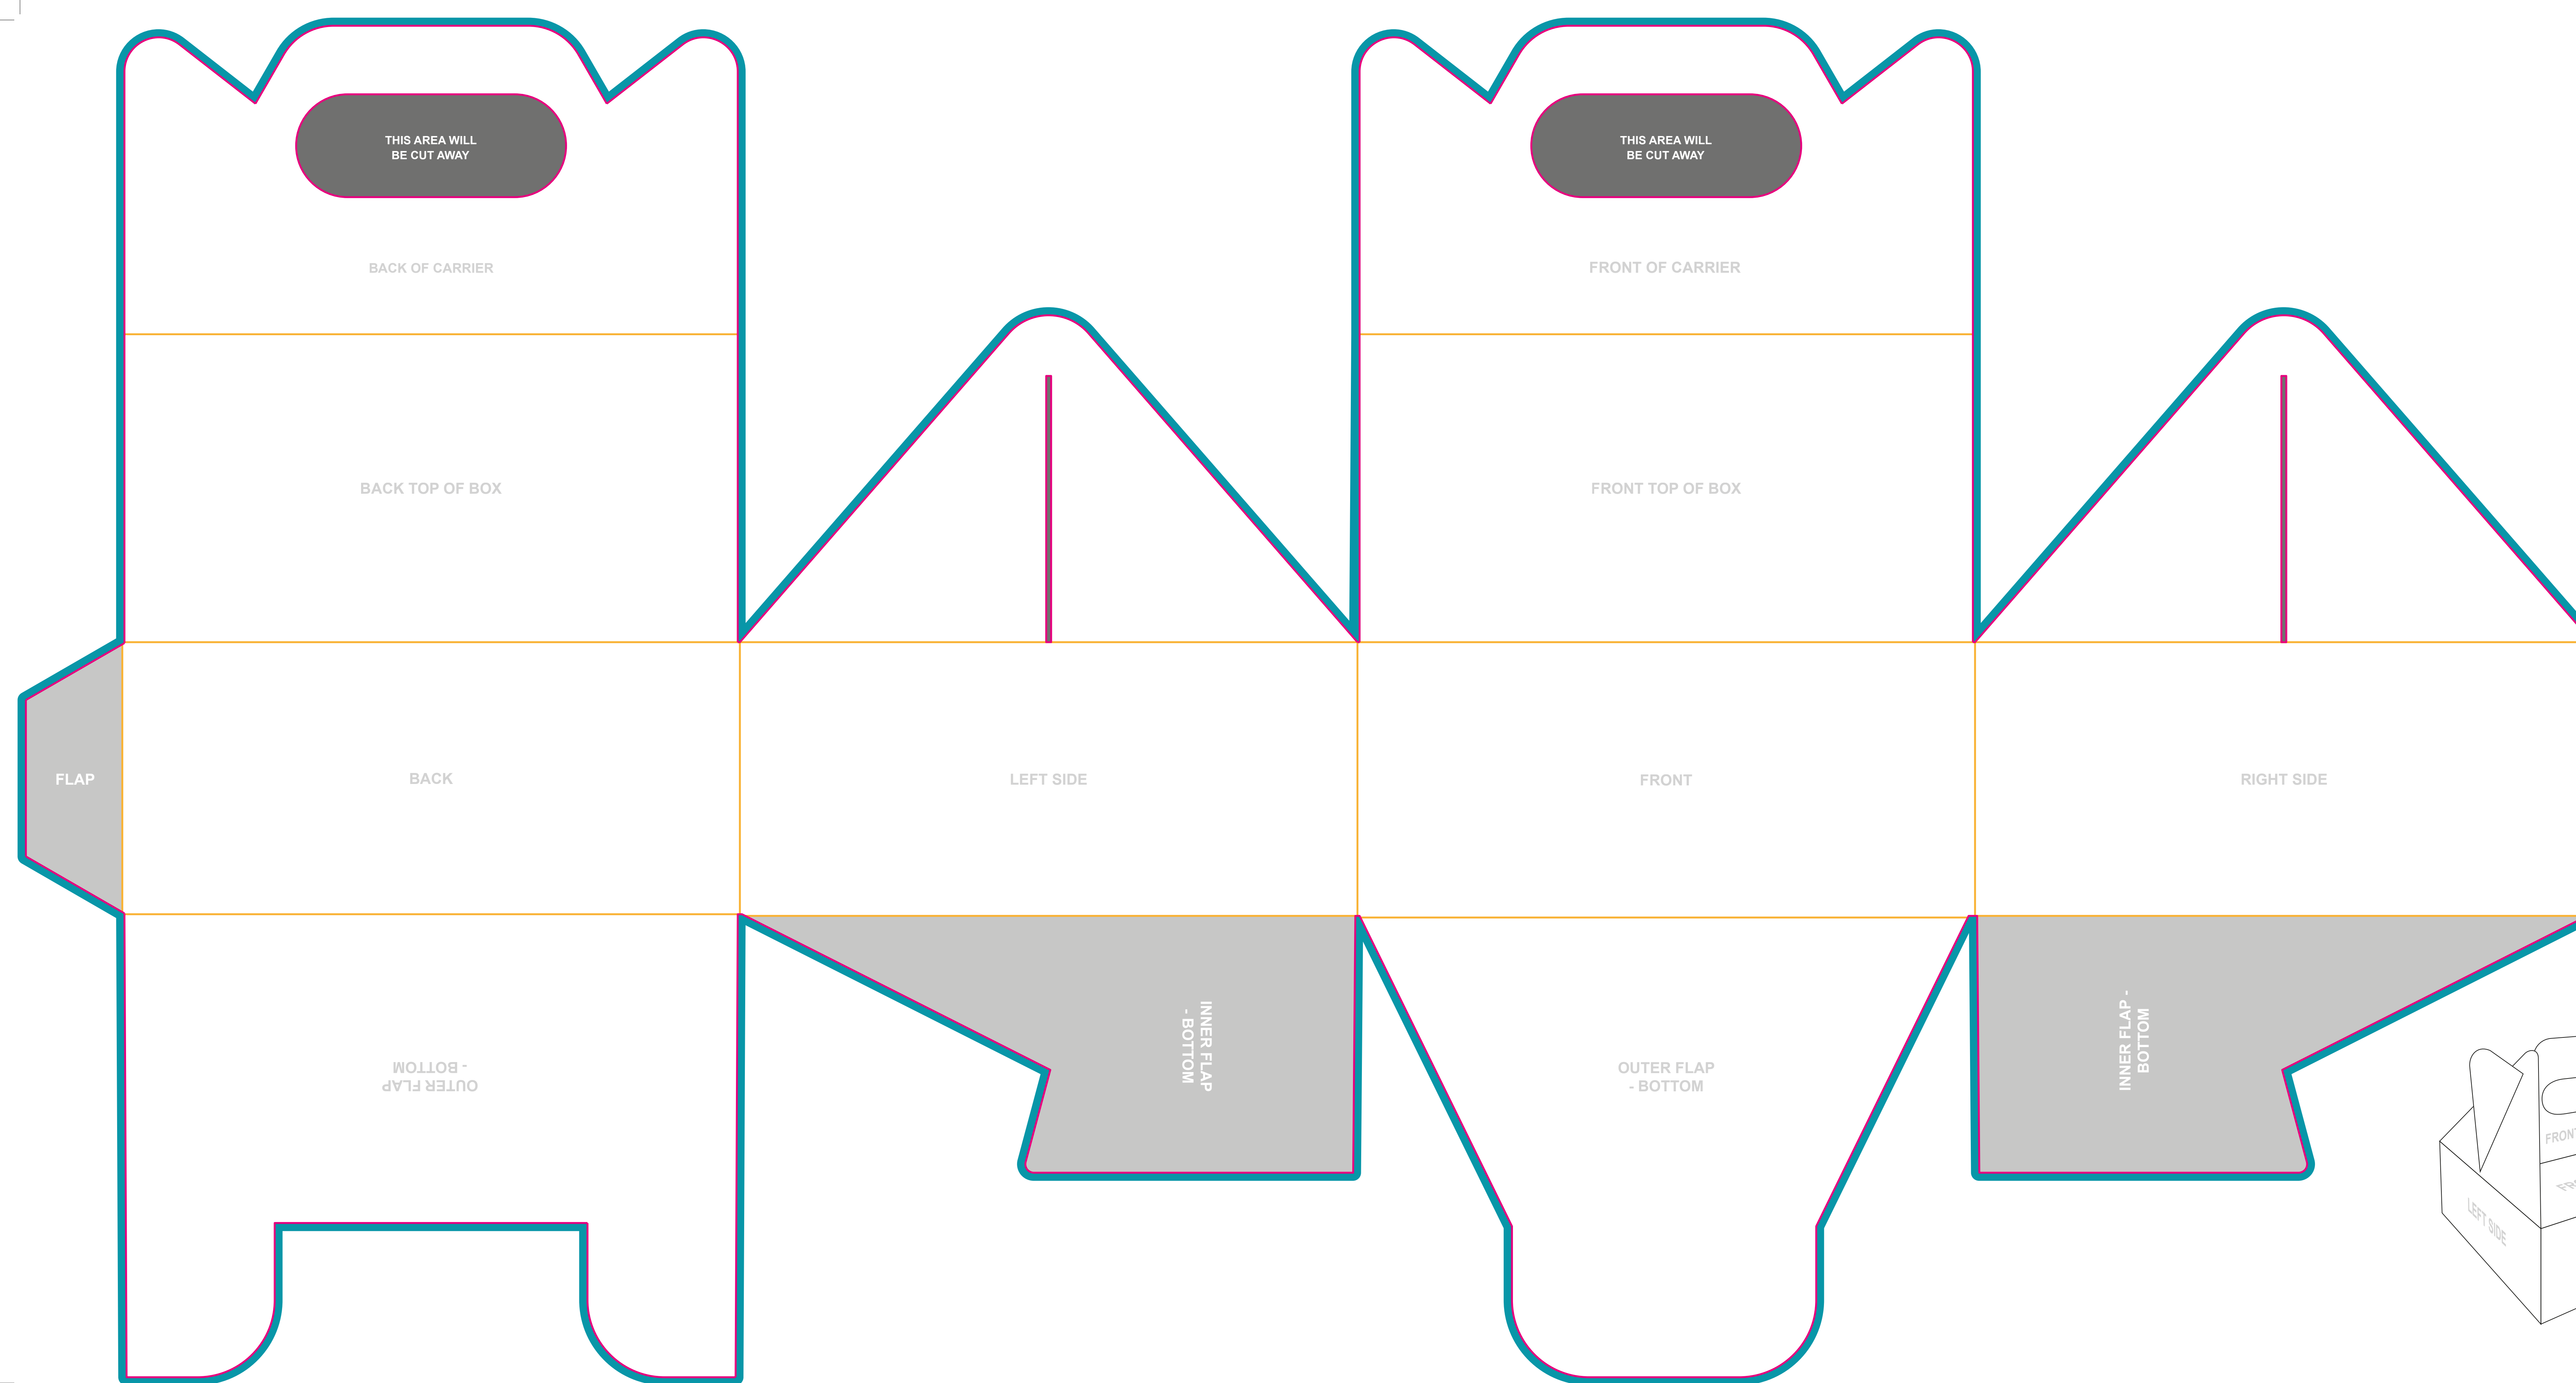 THIS AREA WILL
BE CUT AWAY
THIS AREA WILL
BE CUT AWAY
BACK OF CARRIER
FRONT OF CARRIER
BACK TOP OF BOX
FRONT TOP OF BOX
FLAP
BACK
LEFT SIDE
FRONT
RIGHT SIDE
OUTER FLAP
- BOTTOM
INNER FLAP
- BOTTOM
OUTER FLAP
- BOTTOM
INNER FLAP -
BOTTOM
FRONT
LEFT SIDE